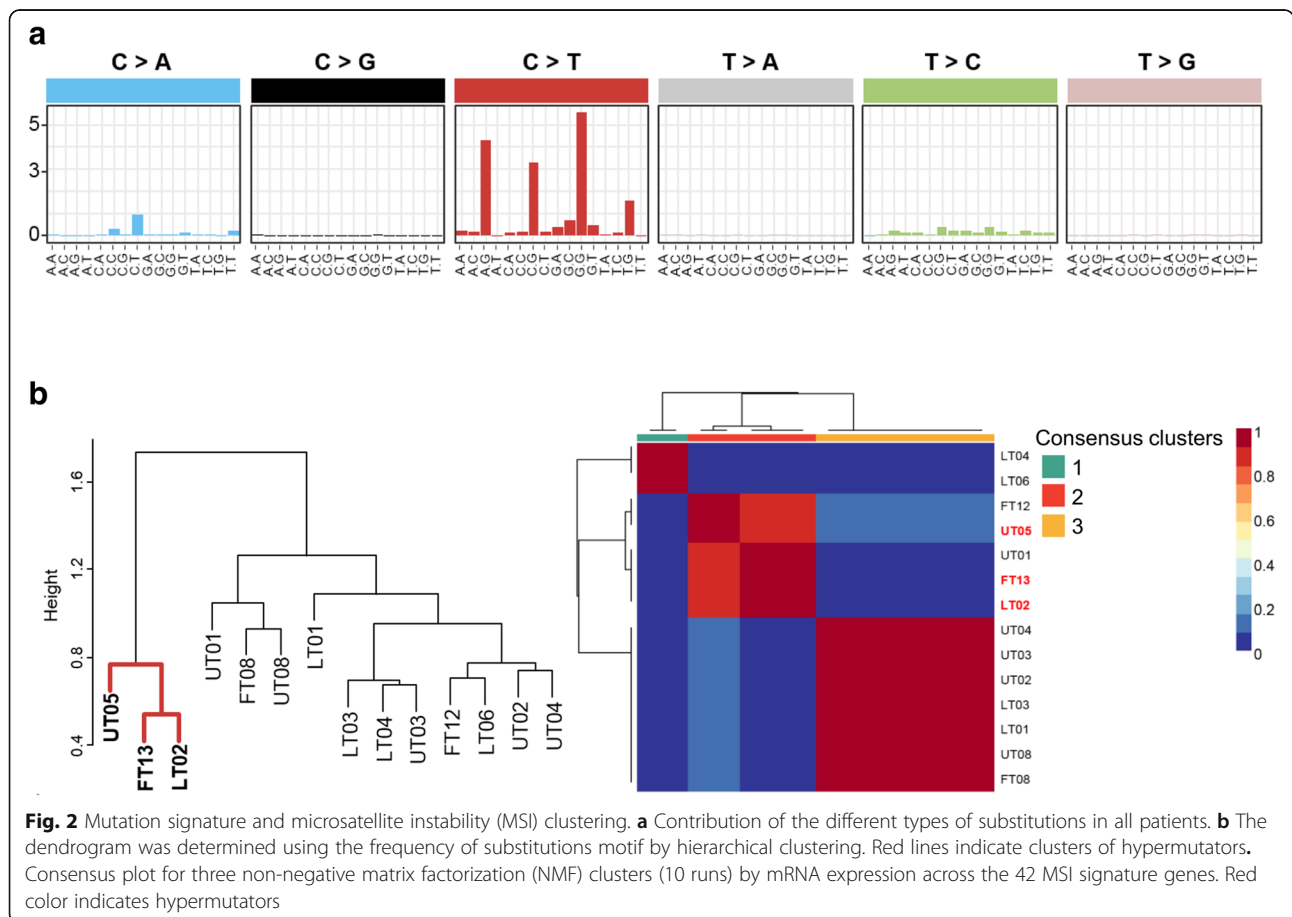 a
C > A C > G C > T T > A T > C T > G
5
3
0
A.A A.C A.G A.T C.A C.C C.G C.T G.A G.C G.G G.T T.A T.C T.G T.T
A.A A.C A.G A.T C.A C.C C.G C.T G.A G.C G.G G.T T.A T.C T.G T.T
A.A A.C A.G A.T C.A C.C C.G C.T G.A G.C G.G G.T T.A T.C T.G T.T
A.A A.C A.G A.T C.A C.C C.G C.T G.A G.C G.G G.T T.A T.C T.G T.T
A.A A.C A.G A.T C.A C.C C.G C.T G.A G.C G.G G.T T.A T.C T.G T.T
A.A A.C A.G A.T C.A C.C C.G C.T G.A G.C G.G G.T T.A T.C T.G T.T
b
Height
1.6
1.2
0.8
0.4
UT05
FT13
LT02
UT01
FT08
UT08
LT01
LT03
LT04
UT03
FT12
LT06
UT02
UT04
LT04
LT06
FT12
UT05
UT01
FT13
LT02
UT04
UT03
UT02
LT03
LT01
UT08
FT08
Consensus clusters
1
2
3
1
0.8
0.6
0.4
0.2
0
Fig. 2 Mutation signature and microsatellite instability (MSI) clustering. a Contribution of the different types of substitutions in all patients. b The
dendrogram was determined using the frequency of substitutions motif by hierarchical clustering. Red lines indicate clusters of hypermutators.
Consensus plot for three non-negative matrix factorization (NMF) clusters (10 runs) by mRNA expression across the 42 MSI signature genes. Red
color indicates hypermutators